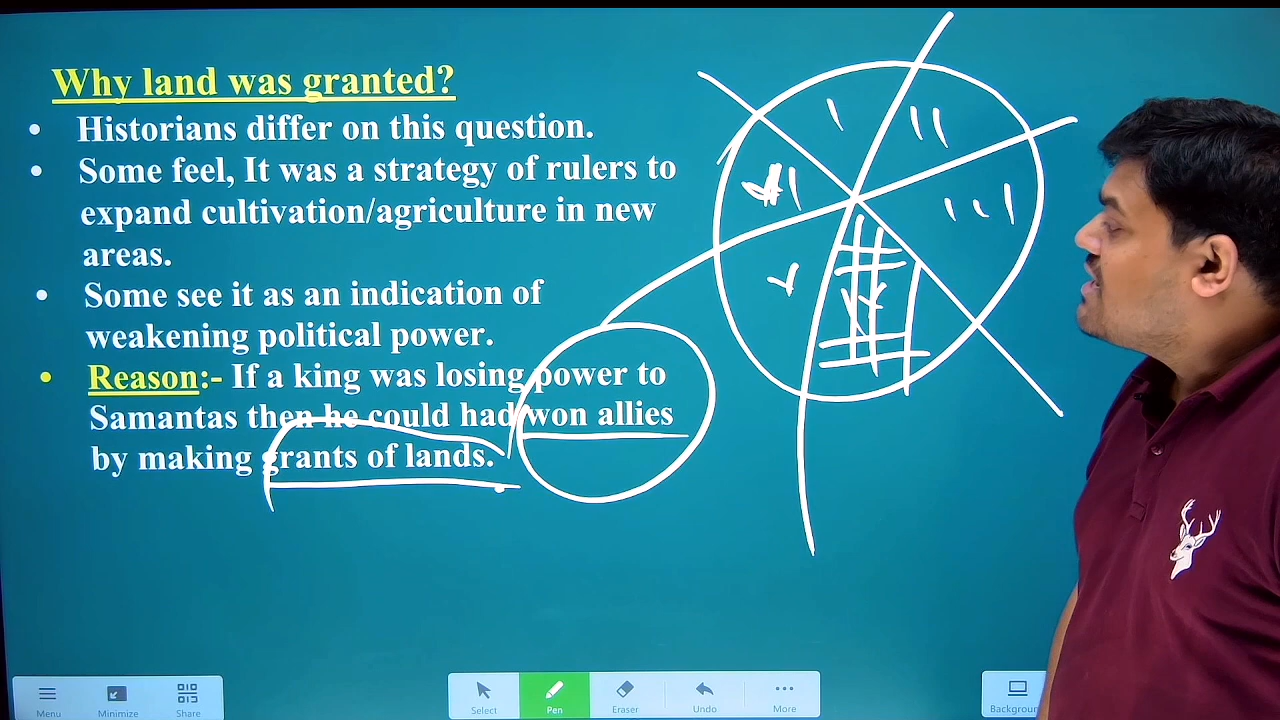 Why land was granted?
• Historians differ on this question.
• Some feel, It was a strategy of rulers to
expand cultivation/agriculture in new
areas.
• Some see it as an indication of
weakening political power.
• Reason:- If a king was losing power to
Samantas then he could had won allies
by making grants of lands.
Menu
Minimize
Share
Select
Pen
Eraser
Undo
More